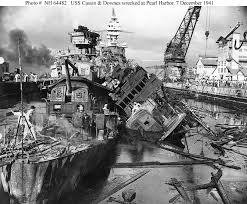 Photo # NH 64482 USS Cassin & Downes wrecked at Pearl Harbor, 7 December 1941